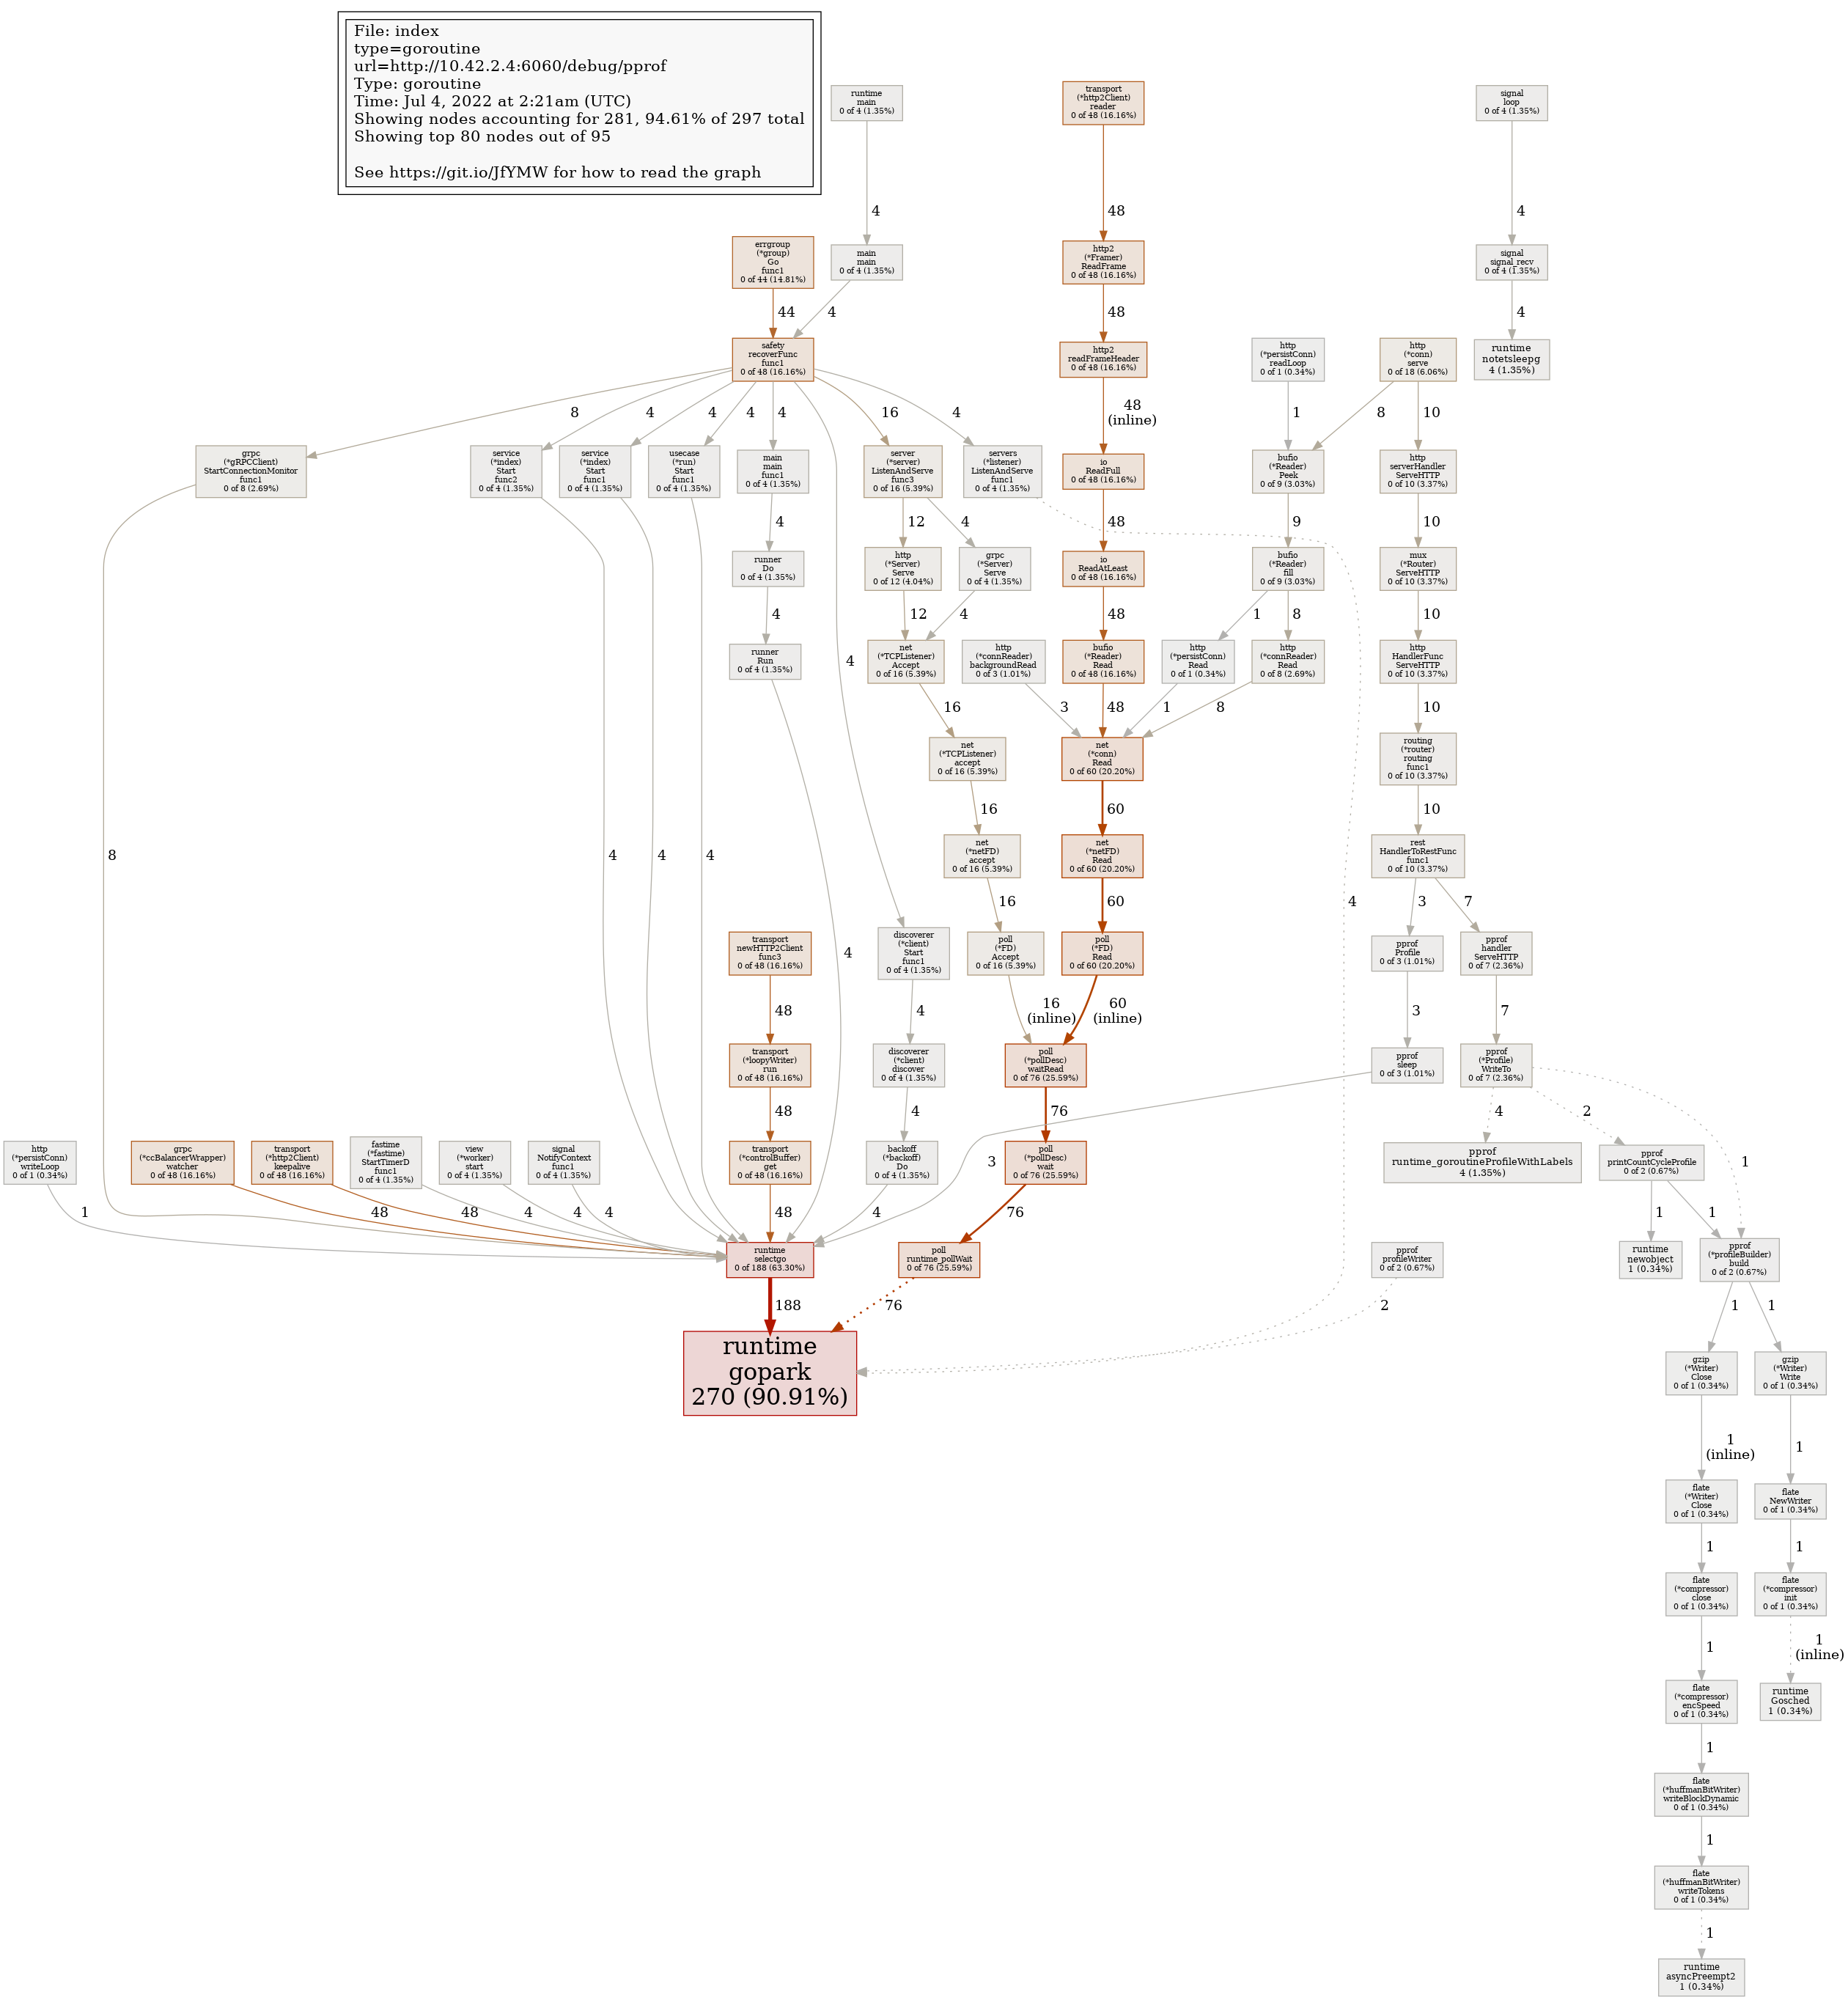 File: index
type=goroutine
url=http://10.42.2.4:6060/debug/pprof
Type: goroutine
Time: Jul 4, 2022 at 2:21am (UTC)
Showing nodes accounting for 281, 94.61% of 297 total
Showing top 80 nodes out of 95
See https://git.io/JfYMW for how to read the graph
runtime
main
0 of 4 (1.35%)
transport
(*http2Client)
reader
0 of 48 (16.16%)
signal
loop
0 of 4 (1.35%)
4
48
4
errgroup
(*group)
Go
func1
0 of 44 (14.81%)
main
main
0 of 4 (1.35%)
http2
(*Framer)
ReadFrame
0 of 48 (16.16%)
signal
signal_recv
0 of 4 (1.35%)
44
4
48
4
safety
recoverFunc
func1
0 of 48 (16.16%)
http2
readFrameHeader
0 of 48 (16.16%)
http
(*persistConn)
readLoop
0 of 1 (0.34%)
http
(*conn)
serve
0 of 18 (6.06%)
runtime
notetsleepg
4 (1.35%)
8
4
4
4
4
16
4
48
(inline)
1
8
10
grpc
(*gRPCClient)
StartConnectionMonitor
func1
0 of 8 (2.69%)
service
(*index)
Start
func2
0 of 4 (1.35%)
service
(*index)
Start
func1
0 of 4 (1.35%)
usecase
(*run)
Start
func1
0 of 4 (1.35%)
main
main
func1
0 of 4 (1.35%)
server
(*server)
ListenAndServe
func3
0 of 16 (5.39%)
servers
(*listener)
ListenAndServe
func1
0 of 4 (1.35%)
io
ReadFull
0 of 48 (16.16%)
bufio
(*Reader)
Peek
0 of 9 (3.03%)
http
serverHandler
ServeHTTP
0 of 10 (3.37%)
4
12
4
48
9
10
runner
Do
0 of 4 (1.35%)
http
(*Server)
Serve
0 of 12 (4.04%)
grpc
(*Server)
Serve
0 of 4 (1.35%)
io
ReadAtLeast
0 of 48 (16.16%)
bufio
(*Reader)
fill
0 of 9 (3.03%)
mux
(*Router)
ServeHTTP
0 of 10 (3.37%)
4
12
4
48
1
8
10
runner
Run
0 of 4 (1.35%)
4
net
(*TCPListener)
Accept
0 of 16 (5.39%)
http
(*connReader)
backgroundRead
0 of 3 (1.01%)
bufio
(*Reader)
Read
0 of 48 (16.16%)
http
(*persistConn)
Read
0 of 1 (0.34%)
http
(*connReader)
Read
0 of 8 (2.69%)
http
HandlerFunc
ServeHTTP
0 of 10 (3.37%)
16
3
48
1
8
10
net
(*TCPListener)
accept
0 of 16 (5.39%)
net
(*conn)
Read
0 of 60 (20.20%)
routing
(*router)
routing
func1
0 of 10 (3.37%)
16
60
10
8
4
4
4
net
(*netFD)
accept
0 of 16 (5.39%)
net
(*netFD)
Read
0 of 60 (20.20%)
rest
HandlerToRestFunc
func1
0 of 10 (3.37%)
16
60
4
3
7
transport
newHTTP2Client
func3
0 of 48 (16.16%)
4
discoverer
(*client)
Start
func1
0 of 4 (1.35%)
poll
(*FD)
Accept
0 of 16 (5.39%)
poll
(*FD)
Read
0 of 60 (20.20%)
pprof
Profile
0 of 3 (1.01%)
pprof
handler
ServeHTTP
0 of 7 (2.36%)
48
4
16
(inline)
60
(inline)
3
7
transport
(*loopyWriter)
run
0 of 48 (16.16%)
discoverer
(*client)
discover
0 of 4 (1.35%)
poll
(*pollDesc)
waitRead
0 of 76 (25.59%)
pprof
sleep
0 of 3 (1.01%)
pprof
(*Profile)
WriteTo
0 of 7 (2.36%)
48
4
76
4
2
1
3
http
(*persistConn)
writeLoop
0 of 1 (0.34%)
grpc
(*ccBalancerWrapper)
watcher
0 of 48 (16.16%)
transport
(*http2Client)
keepalive
0 of 48 (16.16%)
fastime
(*fastime)
StartTimerD
func1
0 of 4 (1.35%)
view
(*worker)
start
0 of 4 (1.35%)
signal
NotifyContext
func1
0 of 4 (1.35%)
transport
(*controlBuffer)
get
0 of 48 (16.16%)
backoff
(*backoff)
Do
0 of 4 (1.35%)
poll
(*pollDesc)
wait
0 of 76 (25.59%)
pprof
runtime_goroutineProfileWithLabels
4 (1.35%)
pprof
printCountCycleProfile
0 of 2 (0.67%)
1
48
48
4
4
4
48
4
76
1
1
runtime
selectgo
0 of 188 (63.30%)
poll
runtime_pollWait
0 of 76 (25.59%)
pprof
profileWriter
0 of 2 (0.67%)
runtime
newobject
1 (0.34%)
pprof
(*profileBuilder)
build
0 of 2 (0.67%)
188
76
2
1
1
runtime
gopark
270 (90.91%)
gzip
(*Writer)
Close
0 of 1 (0.34%)
gzip
(*Writer)
Write
0 of 1 (0.34%)
1
(inline)
1
flate
(*Writer)
Close
0 of 1 (0.34%)
flate
NewWriter
0 of 1 (0.34%)
1
1
flate
(*compressor)
close
0 of 1 (0.34%)
flate
(*compressor)
init
0 of 1 (0.34%)
1
1
(inline)
flate
(*compressor)
encSpeed
0 of 1 (0.34%)
runtime
Gosched
1 (0.34%)
1
flate
(*huffmanBitWriter)
writeBlockDynamic
0 of 1 (0.34%)
1
flate
(*huffmanBitWriter)
writeTokens
0 of 1 (0.34%)
1
runtime
asyncPreempt2
1 (0.34%)